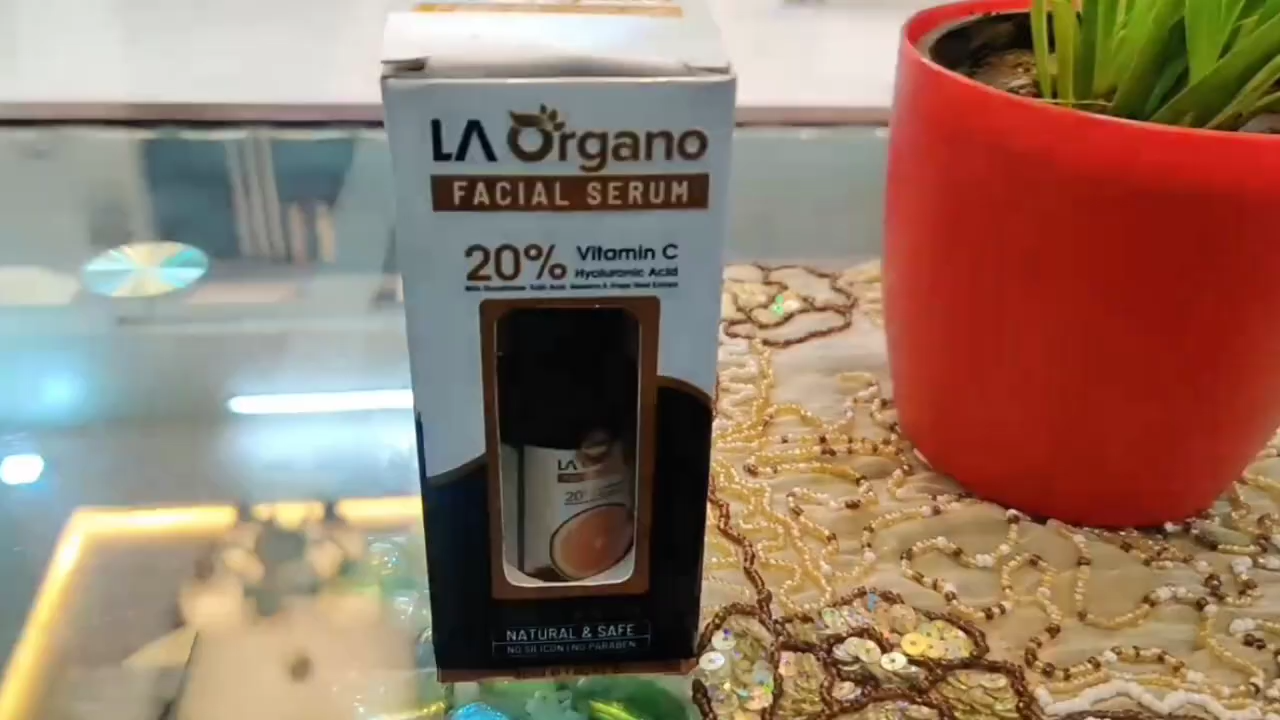 LA Organo
FACIAL SERUM
20% Vitamin C
Hyaluronic Acid
LA
20
NATURAL & SAFE
NO SILICON | NO PARABEN